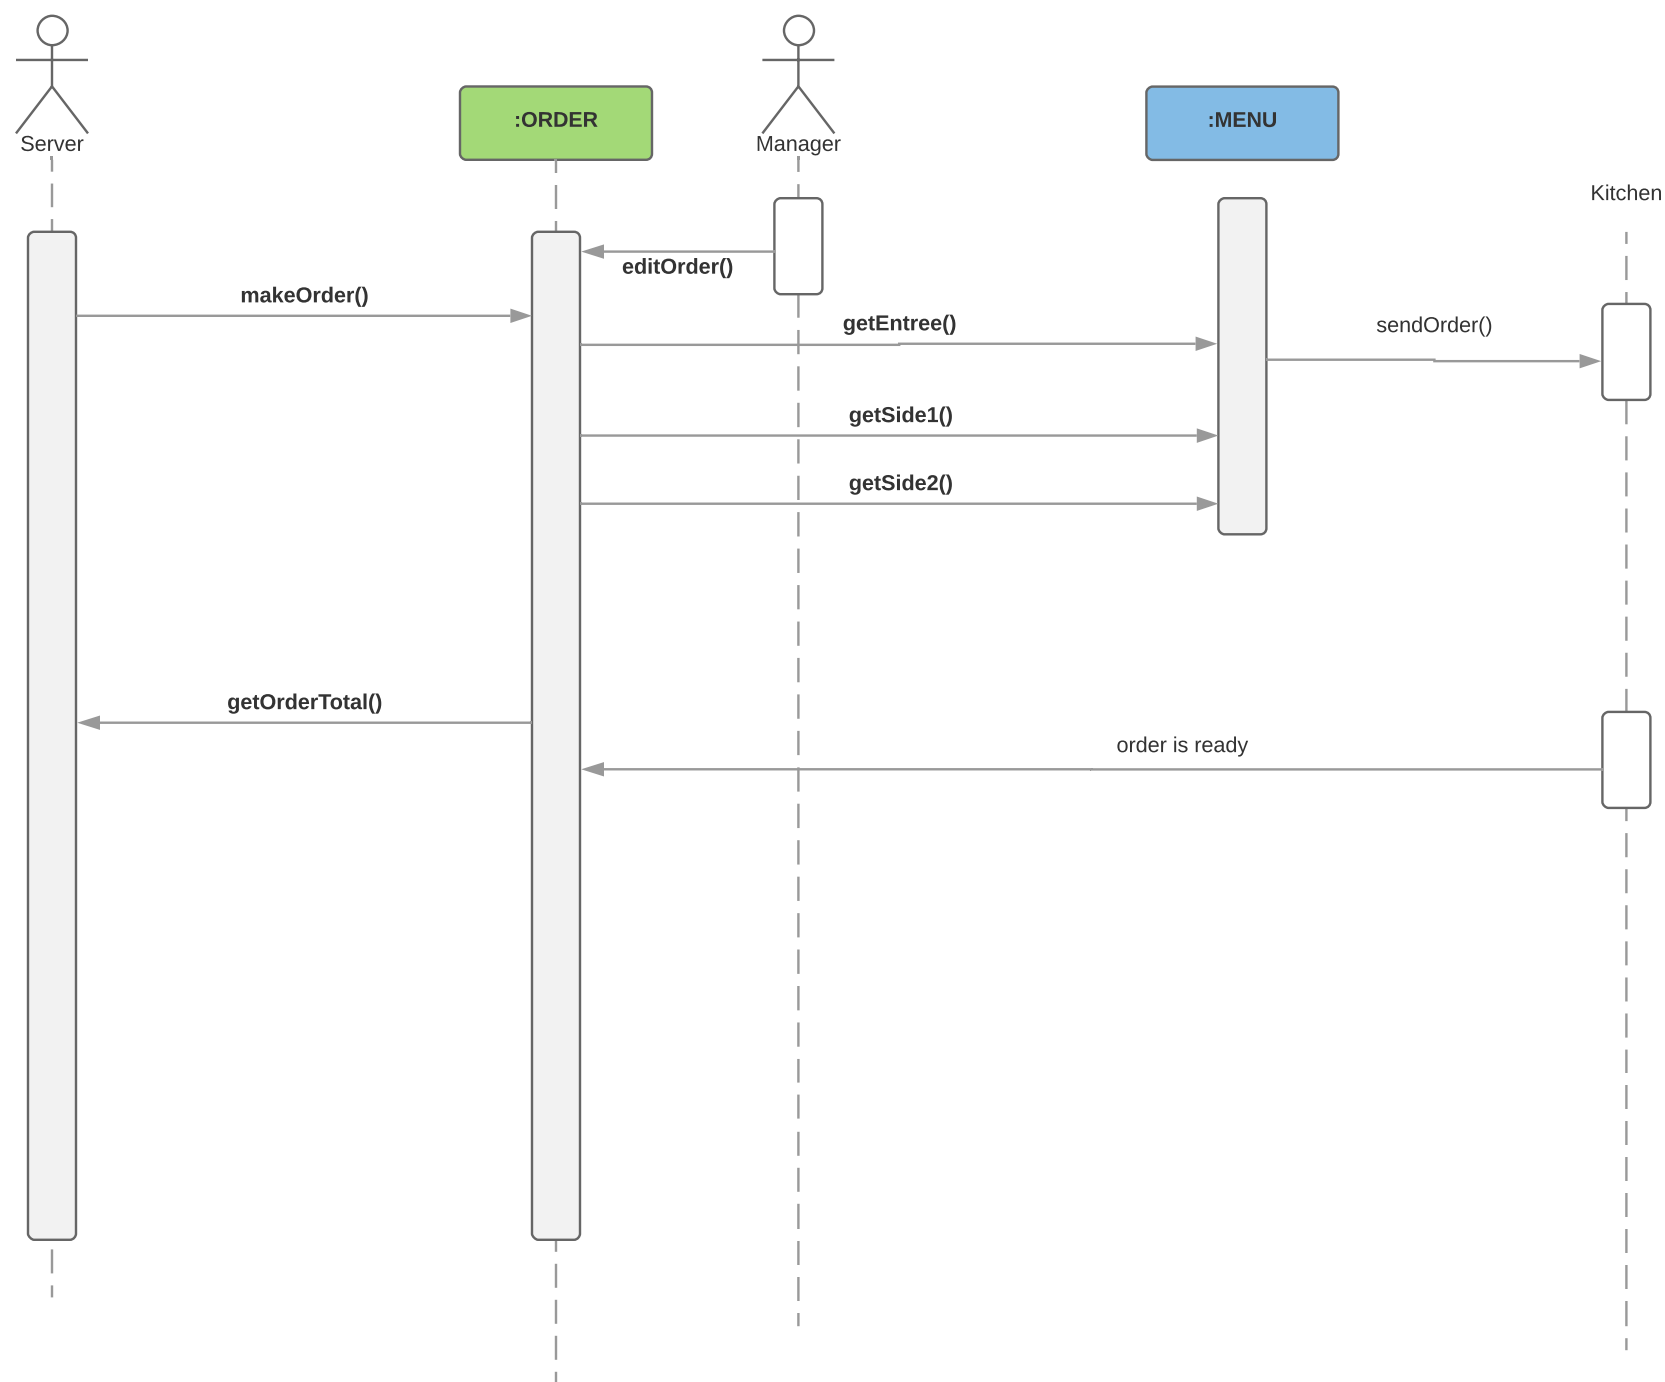 Server
:ORDER
Manager
:MENU
Kitchen
editOrder()
makeOrder()
getEntree()
sendOrder()
getSide1()
getSide2()
getOrderTotal()
order is ready